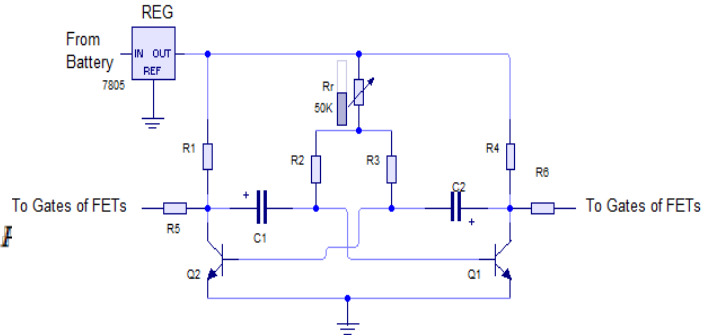 REG
From
Battery
IN OUT
REF
7805
Rr
50K
R1
R2
R3
R4
R6
C2
To Gates of FETs
R5
+
C1
+
To Gates of FETs
Q2
Q1